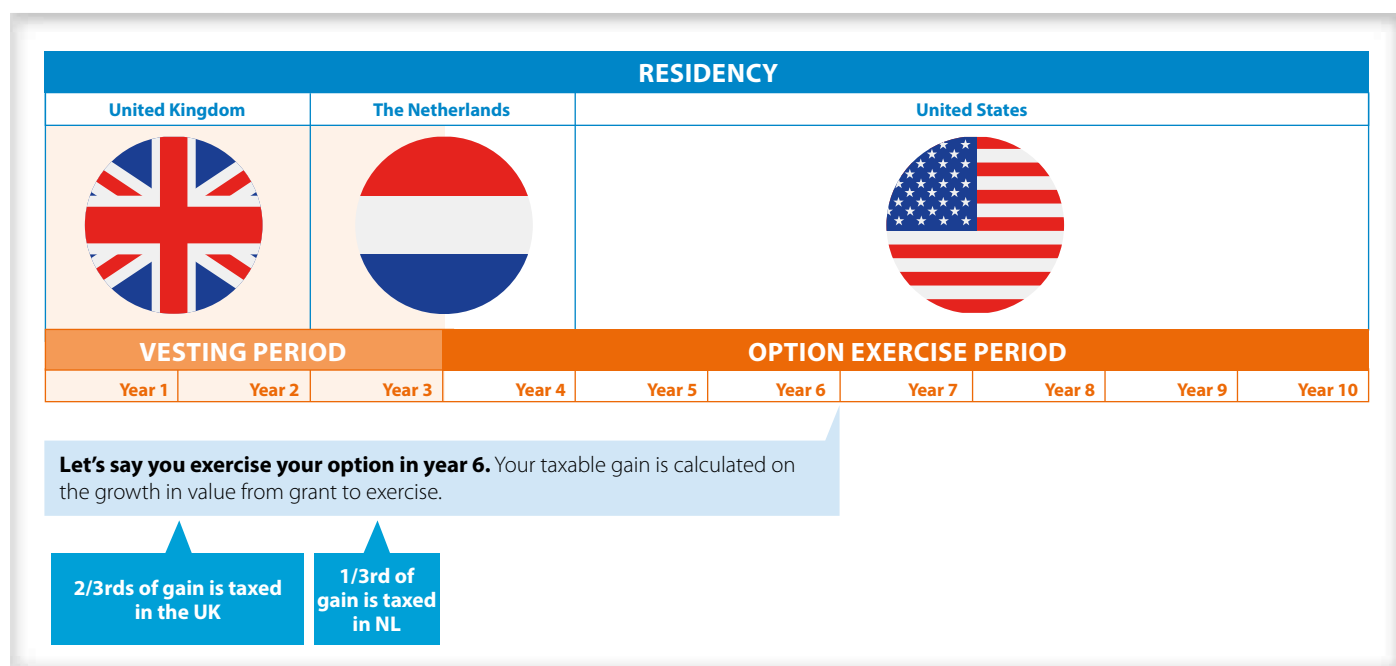 RESIDENCY
United Kingdom The Netherlands United States
VESTING PERIOD OPTION EXERCISE PERIOD
Year 1 Year 2 Year 3 Year 4 Year 5 Year 6 Year 7 Year 8 Year 9 Year 10
Let's say you exercise your option in year 6. Your taxable gain is calculated on
the growth in value from grant to exercise.
2/3rds of gain is taxed
in the UK
1/3rd of
gain is taxed
in NL